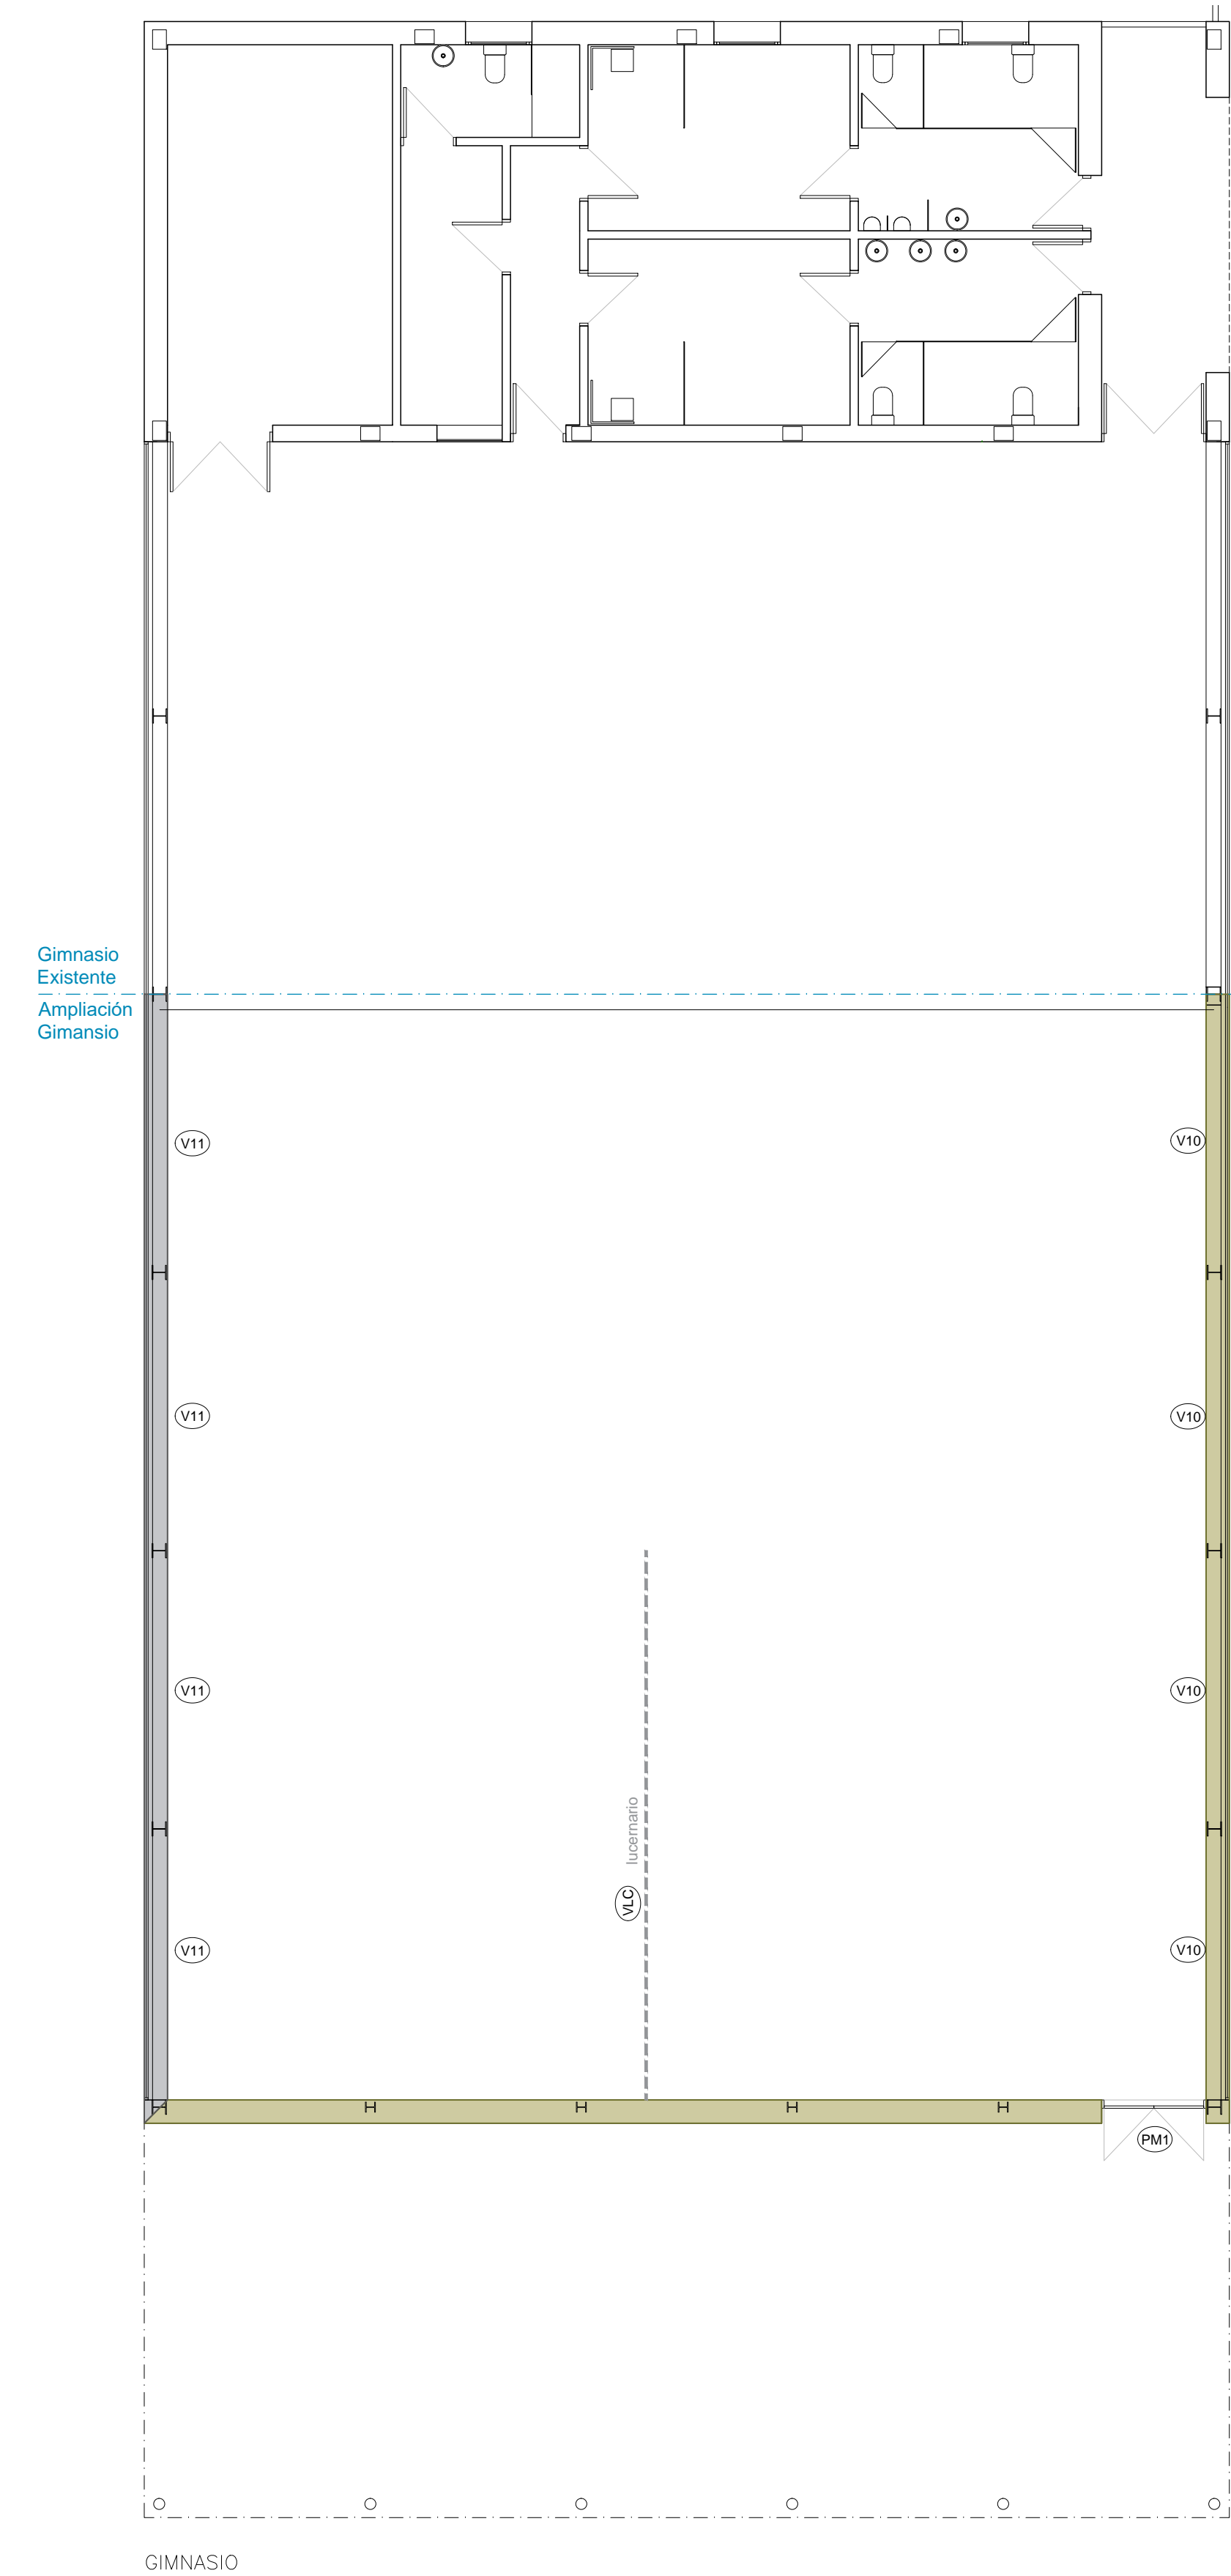 Gimnasio
Existente
Ampliación
Gimansio
V11
V10
V11
V10
V11
V10
lucernario
VLC
V11
V10
PM1
GIMNASIO